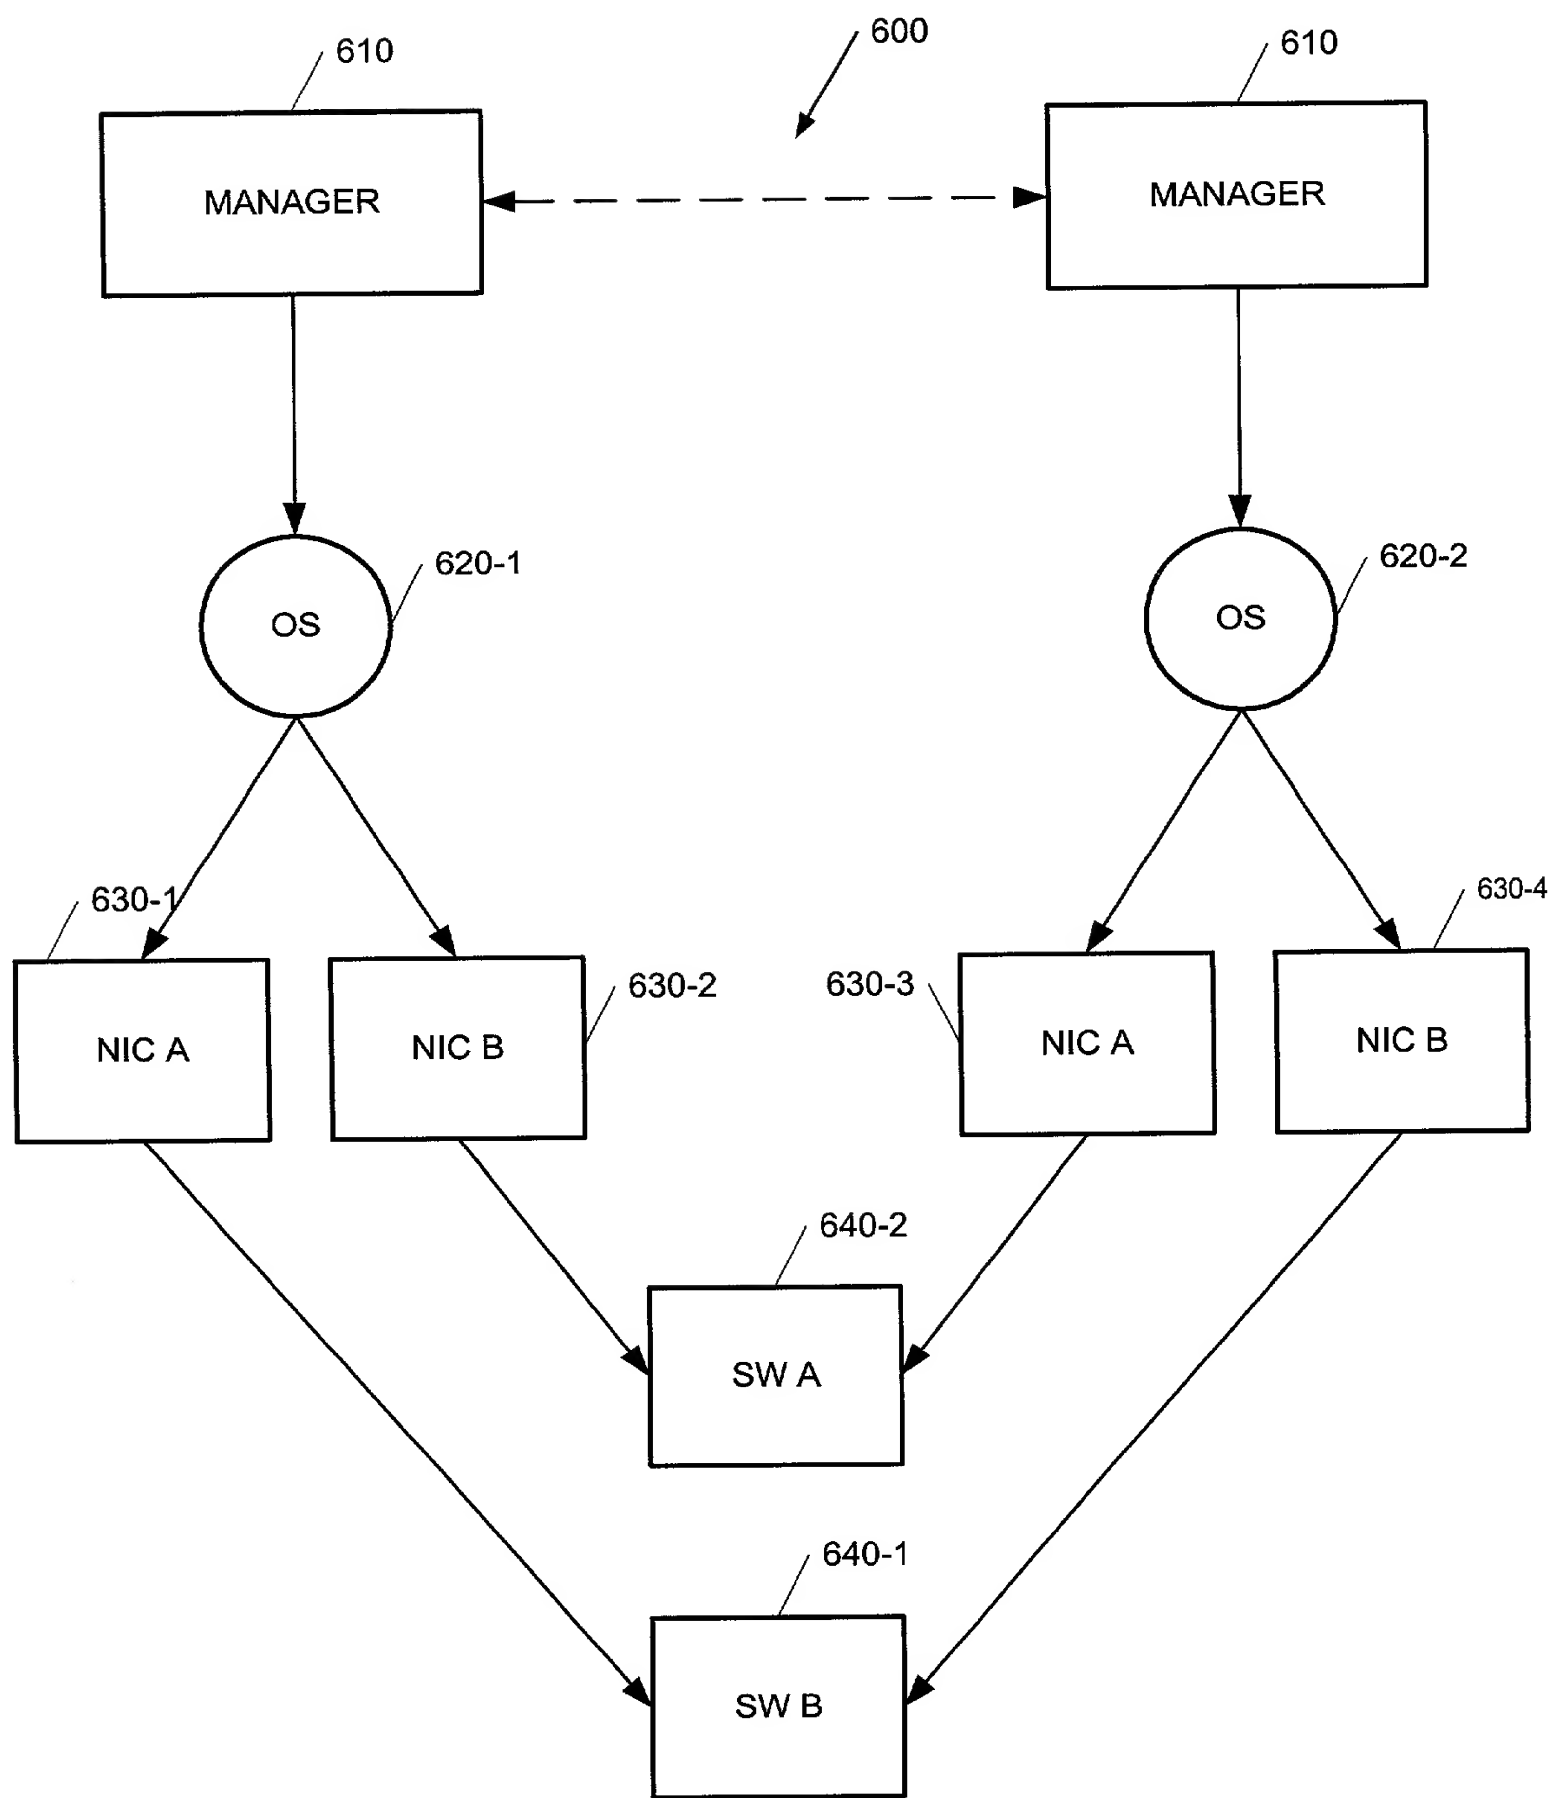 600
610
610
MANAGER
MANAGER
620-1
620-2
OS
OS
630-1
630-4
630-2
630-3
NIC A
NIC B
NIC A
NIC B
640-2
SW A
640-1
SW B